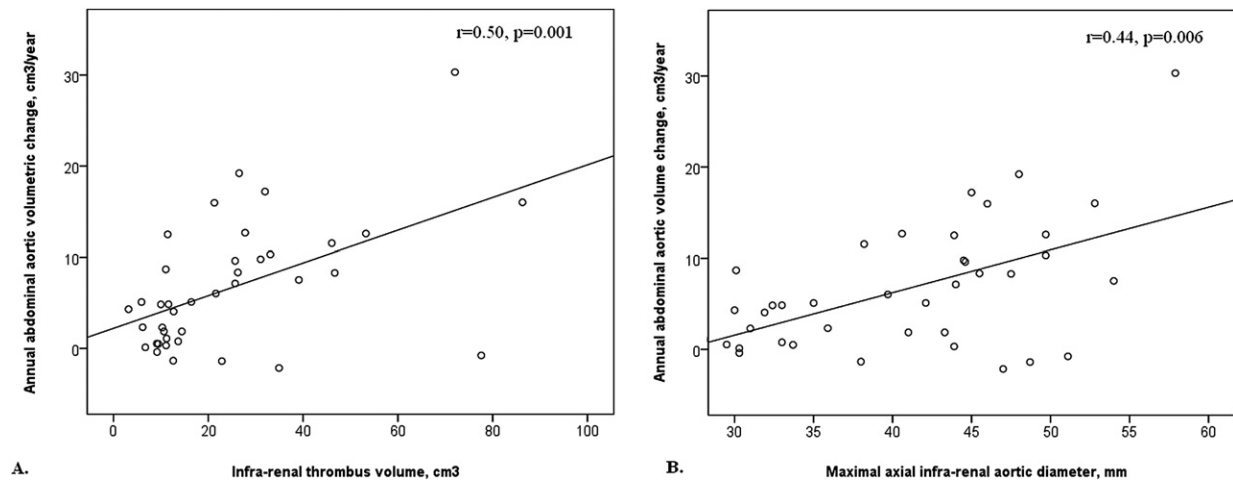 r=0.50, p=0.001
Annual abdominal aortic volumetric change, cm3/year
30
20
10
0
0 20 40 60 80 100
Infra-renal thrombus volume, cm3
A.
r=0.44, p=0.006
Annual abdominal aortic volume change, cm3/year
30
20
10
0
30 35 40 45 50 55 60
Maximal axial infra-renal aortic diameter, mm
B.